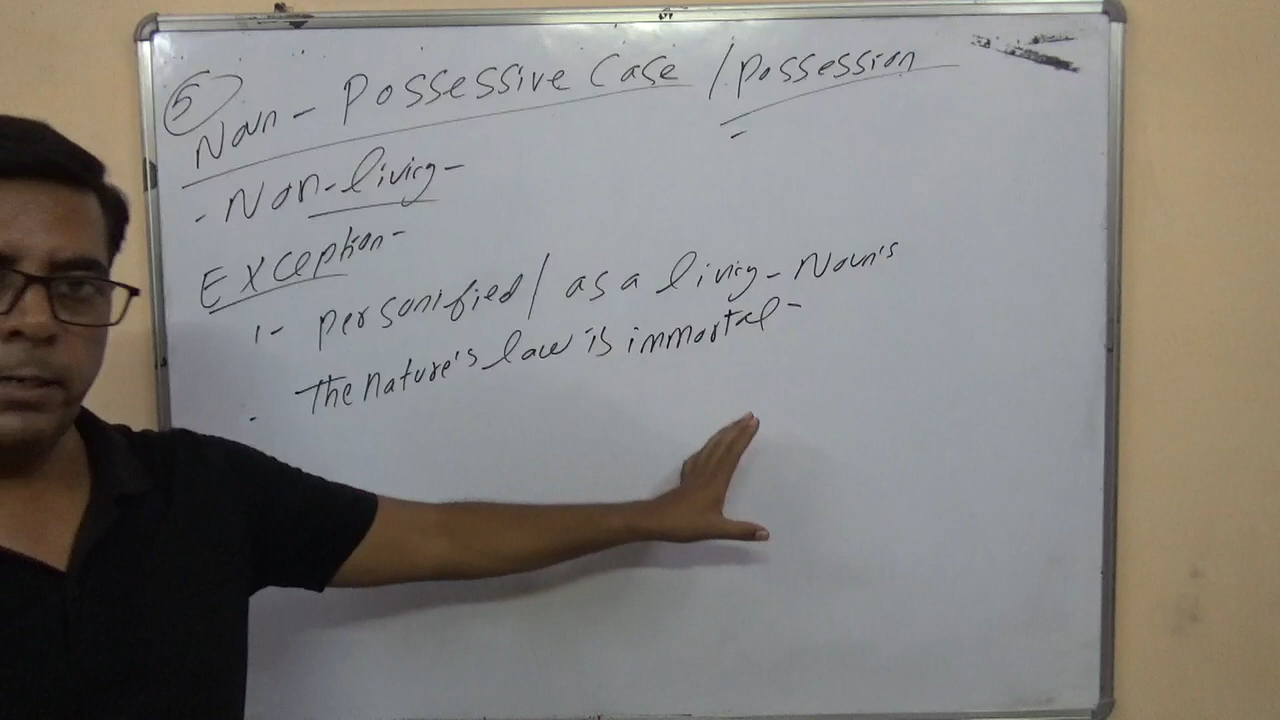 5
Noun - Possessive Case / Possession
- Non-living -
Exception -
1- personified / as a living - Noun's
. The nature's law is immortal -